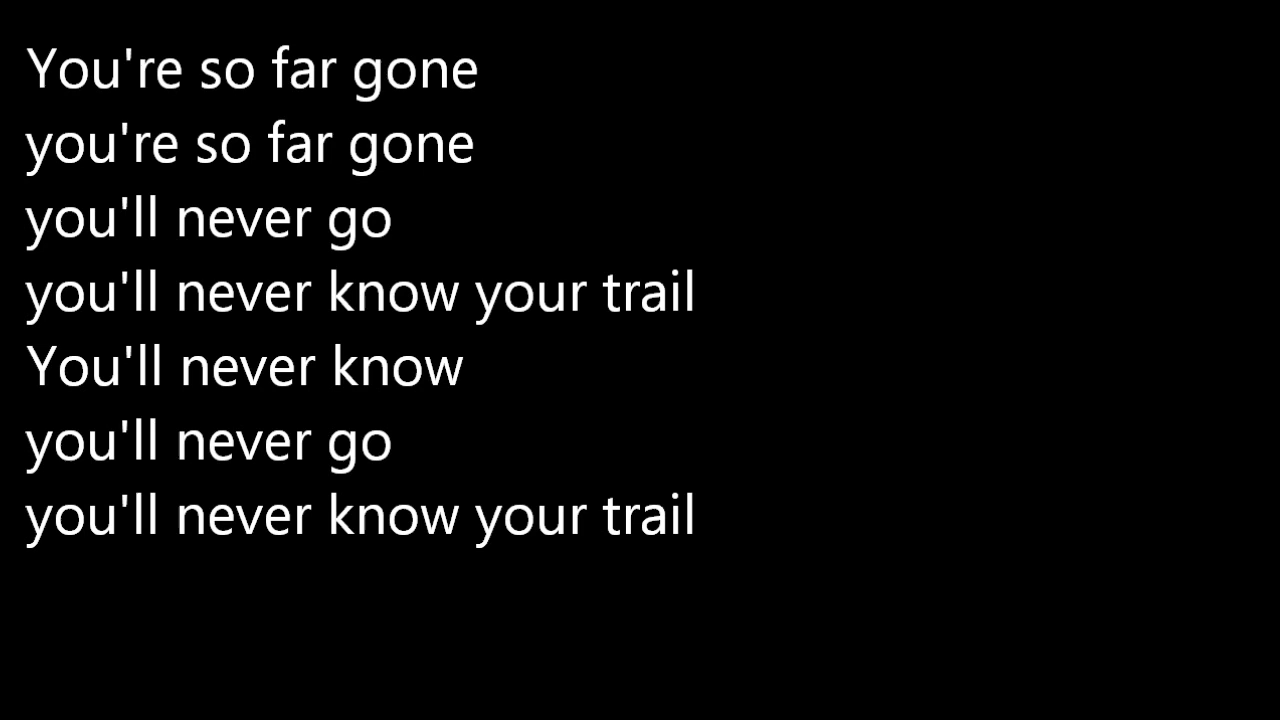 You're so far gone
you're so far gone
you'll never go
you'll never know your trail
You'll never know
you'll never go
you'll never know your trail